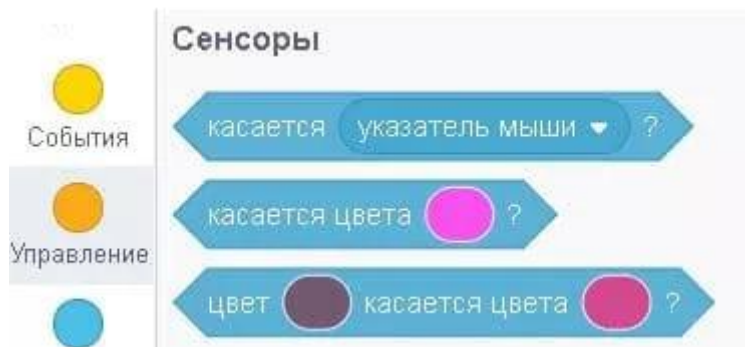 Сенсоры
События
Управление
касается указатель мыши ?
касается цвета ?
цвет касается цвета ?